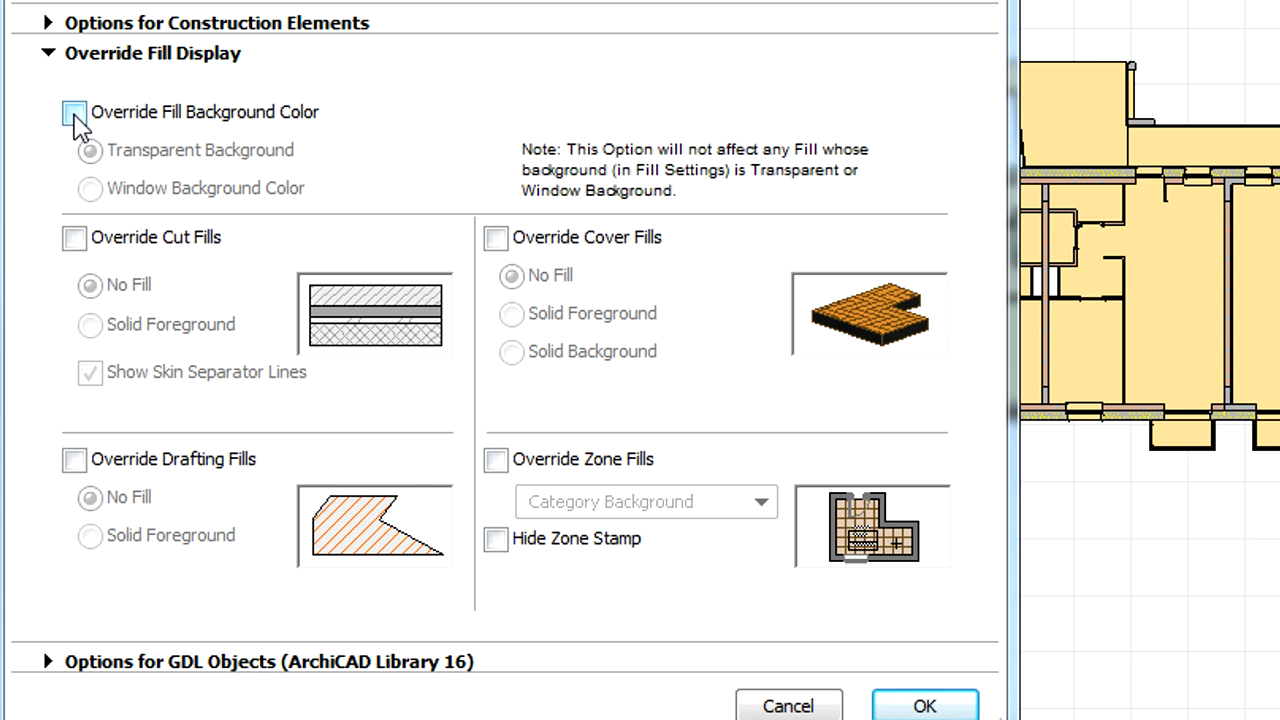 Options for Construction Elements
Override Fill Display
Override Fill Background Color
Transparent Background
Window Background Color
Note: This Option will not affect any Fill whose
background (in Fill Settings) is Transparent or
Window Background.
Override Cut Fills
No Fill
Solid Foreground
Show Skin Separator Lines
Override Cover Fills
No Fill
Solid Foreground
Solid Background
Override Drafting Fills
No Fill
Solid Foreground
Override Zone Fills
Category Background
Hide Zone Stamp
Options for GDL Objects (ArchiCAD Library 16)
Cancel
OK